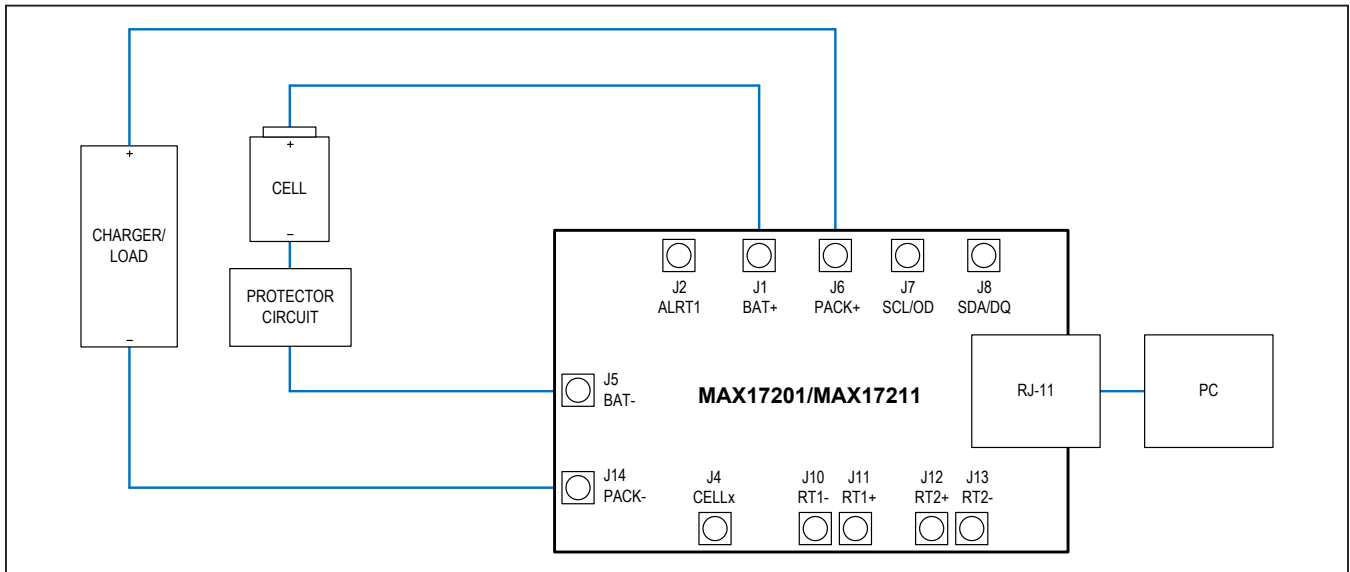 +
CHARGER/
LOAD
–
+
CELL
–
PROTECTOR
CIRCUIT
J2
ALRT1
J1
BAT+
J6
PACK+
J7
SCL/OD
J8
SDA/DQ
J5
BAT-
MAX17201/MAX17211
RJ-11
PC
J14
PACK-
J4
CELLx
J10
RT1-
J11
RT1+
J12
RT2+
J13
RT2-